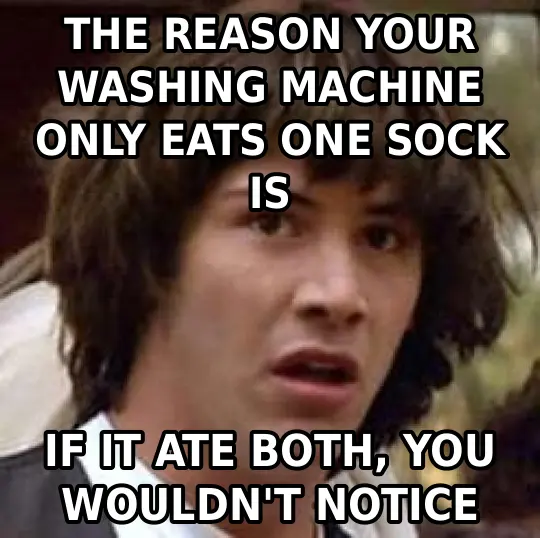 THE REASON YOUR
WASHING MACHINE
ONLY EATS ONE SOCK
IS
IF IT ATE BOTH, YOU
WOULDN'T NOTICE